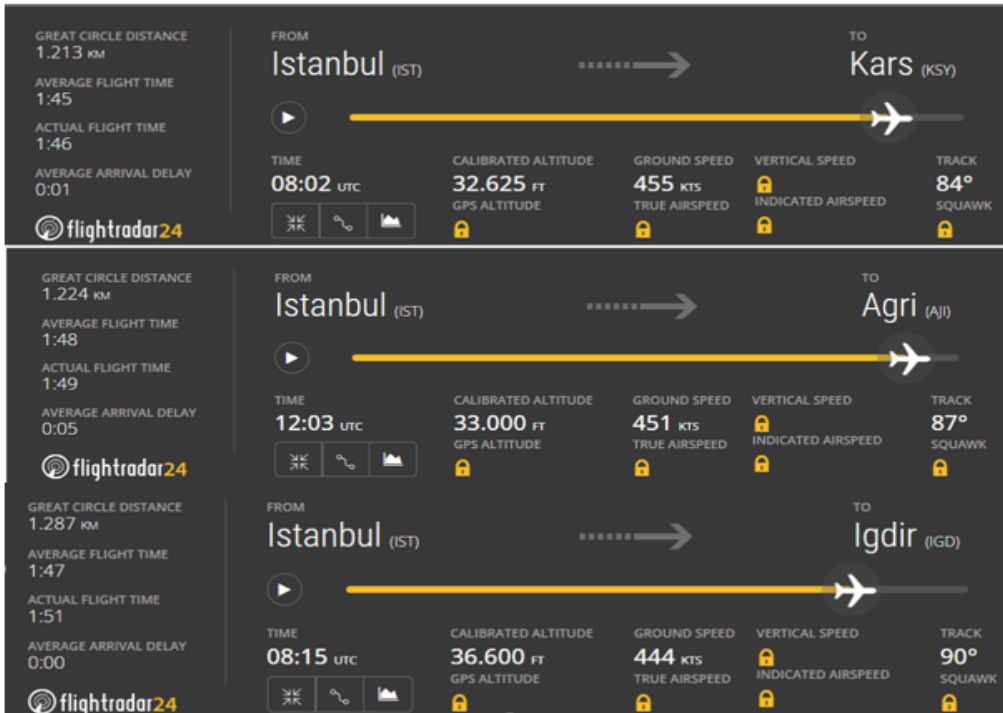 GREAT CIRCLE DISTANCE
1.213 KM
AVERAGE FLIGHT TIME
1:45
ACTUAL FLIGHT TIME
1:46
AVERAGE ARRIVAL DELAY
0:01
flightradar24
FROM
Istanbul (IST)
TO
Kars (KSY)
TIME
08:02 UTC
CALIBRATED ALTITUDE
32.625 FT
GPS ALTITUDE
GROUND SPEED
455 KTS
TRUE AIRSPEED
VERTICAL SPEED
INDICATED AIRSPEED
TRACK
84°
SQUAWK
GREAT CIRCLE DISTANCE
1.224 KM
AVERAGE FLIGHT TIME
1:48
ACTUAL FLIGHT TIME
1:49
AVERAGE ARRIVAL DELAY
0:05
flightradar24
FROM
Istanbul (IST)
TO
Agri (AJI)
TIME
12:03 UTC
CALIBRATED ALTITUDE
33.000 FT
GPS ALTITUDE
GROUND SPEED
451 KTS
TRUE AIRSPEED
VERTICAL SPEED
INDICATED AIRSPEED
TRACK
87°
SQUAWK
GREAT CIRCLE DISTANCE
1.287 KM
AVERAGE FLIGHT TIME
1:47
ACTUAL FLIGHT TIME
1:51
AVERAGE ARRIVAL DELAY
0:00
flightradar24
FROM
Istanbul (IST)
TO
Igdir (IGD)
TIME
08:15 UTC
CALIBRATED ALTITUDE
36.600 FT
GPS ALTITUDE
GROUND SPEED
444 KTS
TRUE AIRSPEED
VERTICAL SPEED
INDICATED AIRSPEED
TRACK
90°
SQUAWK